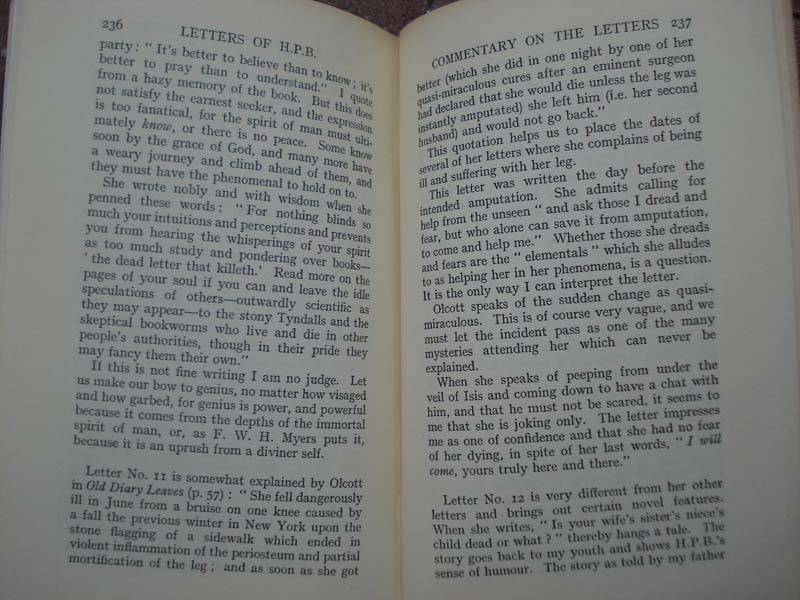 236
LETTERS OF H.P.B.
party: " It's better to believe than to know; it's
better to pray than to understand." I quote
from a hazy memory of the book. But this does
not satisfy the earnest seeker, and the expression
is too fanatical, for the spirit of man must ulti-
mately know, or there is no peace. Some know
soon by the grace of God, and many more have
a weary journey and climb ahead of them, and
they must have the phenomenal to hold on to.
She wrote nobly and with wisdom when she
penned these words: " For nothing blinds so
much your intuitions and perceptions and prevents
you from hearing the whisperings of your spirit
as too much study and pondering over books—
' the dead letter that killeth.' Read more on the
pages of your soul if you can and leave the idle
speculations of others—outwardly scientific as
they may appear—to the stony Tyndalls and the
skeptical bookworms who live and die in other
people's authorities, though in their pride they
may fancy them their own."
If this is not fine writing I am no judge. Let
us make our bow to genius, no matter how visaged
and how garbed, for genius is power, and powerful
because it comes from the depths of the immortal
spirit of man, or, as F. W. H. Myers puts it,
because it is an uprush from a diviner self.
Letter No. 11 is somewhat explained by Olcott
in Old Diary Leaves (p. 57): " She fell dangerously
ill in June from a bruise on one knee caused by
a fall the previous winter in New York upon the
stone flagging of a sidewalk which ended in
violent inflammation of the periosteum and partial
mortification of the leg; and as soon as she got
COMMENTARY ON THE LETTERS
237
better (which she did in one night by one of her
quasi-miraculous cures after an eminent surgeon
had declared that she would die unless the leg was
instantly amputated) she left him (i.e. her second
husband) and would not go back."
This quotation helps us to place the dates of
several of her letters where she complains of being
ill and suffering with her leg.
This letter was written the day before the
intended amputation. She admits calling for
help from the unseen " and ask those I dread and
fear, but who alone can save it from amputation,
to come and help me." Whether those she dreads
and fears are the " elementals " which she alludes
to as helping her in her phenomena, is a question.
It is the only way I can interpret the letter.
Olcott speaks of the sudden change as quasi-
miraculous. This is of course very vague, and we
must let the incident pass as one of the many
mysteries attending her which can never be
explained.
When she speaks of peeping from under the
veil of Isis and coming down to have a chat with
him, and that he must not be scared, it seems to
me that she is joking only. The letter impresses
me as one of confidence and that she had no fear
of her dying, in spite of her last words, " I will
come, yours truly here and there."
Letter No. 12 is very different from her other
letters and brings out certain novel features.
When she writes, " Is your wife's sister's niece's
child dead or what ? " thereby hangs a tale. The
story goes back to my youth and shows H.P.B.'s
sense of humour. The story as told by my father